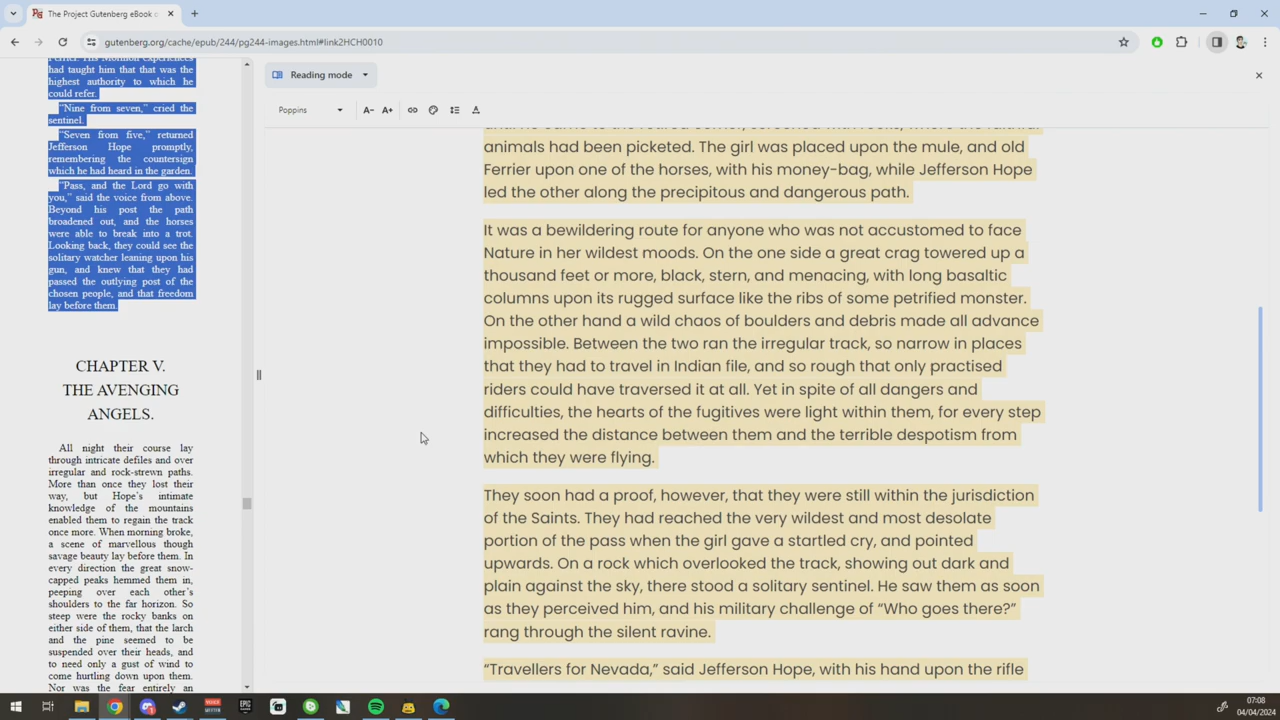 The Project Gutenberg eBook o
gutenberg.org/cache/epub/244/pg244-images.html#link2HCH0010
had taught him that that was the
highest authority to which he
could refer.
“Nine from seven,” cried the
sentinel.
“Seven from five,” returned
Jefferson Hope promptly,
remembering the countersign
which he had heard in the garden.
“Pass, and the Lord go with
you,” said the voice from above.
Beyond his post the path
broadened out, and the horses
were able to break into a trot.
Looking back, they could see the
solitary watcher leaning upon his
gun, and knew that they had
passed the outlying post of the
chosen people, and that freedom
lay before them.
CHAPTER V.
THE AVENGING
ANGELS.
All night their course lay
through intricate defiles and over
irregular and rock-strewn paths.
More than once they lost their
way, but Hope’s intimate
knowledge of the mountains
enabled them to regain the track
once more. When morning broke,
a scene of marvellous though
savage beauty lay before them. In
every direction the great snow-
capped peaks hemmed them in,
peeping over each other’s
shoulders to the far horizon. So
steep were the rocky banks on
either side of them, that the larch
and the pine seemed to be
suspended over their heads, and
to need only a gust of wind to
come hurtling down upon them.
Nor was the fear entirely an
Reading mode
Poppins
A- A+
animals had been picketed. The girl was placed upon the mule, and old
Ferrier upon one of the horses, with his money-bag, while Jefferson Hope
led the other along the precipitous and dangerous path.
It was a bewildering route for anyone who was not accustomed to face
Nature in her wildest moods. On the one side a great crag towered up a
thousand feet or more, black, stern, and menacing, with long basaltic
columns upon its rugged surface like the ribs of some petrified monster.
On the other hand a wild chaos of boulders and debris made all advance
impossible. Between the two ran the irregular track, so narrow in places
that they had to travel in Indian file, and so rough that only practised
riders could have traversed it at all. Yet in spite of all dangers and
difficulties, the hearts of the fugitives were light within them, for every step
increased the distance between them and the terrible despotism from
which they were flying.
They soon had a proof, however, that they were still within the jurisdiction
of the Saints. They had reached the very wildest and most desolate
portion of the pass when the girl gave a startled cry, and pointed
upwards. On a rock which overlooked the track, showing out dark and
plain against the sky, there stood a solitary sentinel. He saw them as soon
as they perceived him, and his military challenge of “Who goes there?”
rang through the silent ravine.
“Travellers for Nevada,” said Jefferson Hope, with his hand upon the rifle
07:08
04/04/2024